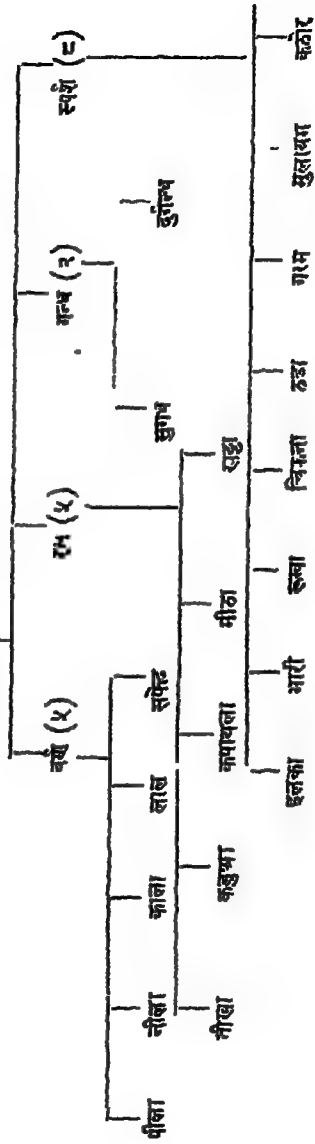 वर्ण (५) रस (५) गन्ध (२) स्पर्श (८)
पीला नीला काला लाल सफेद
सुगंध दुर्गन्ध
तीखा कडुआ कषायला मीठा खट्टा
हलका भारी रूखा चिकना ठंडा गरम मुलायम कठोर